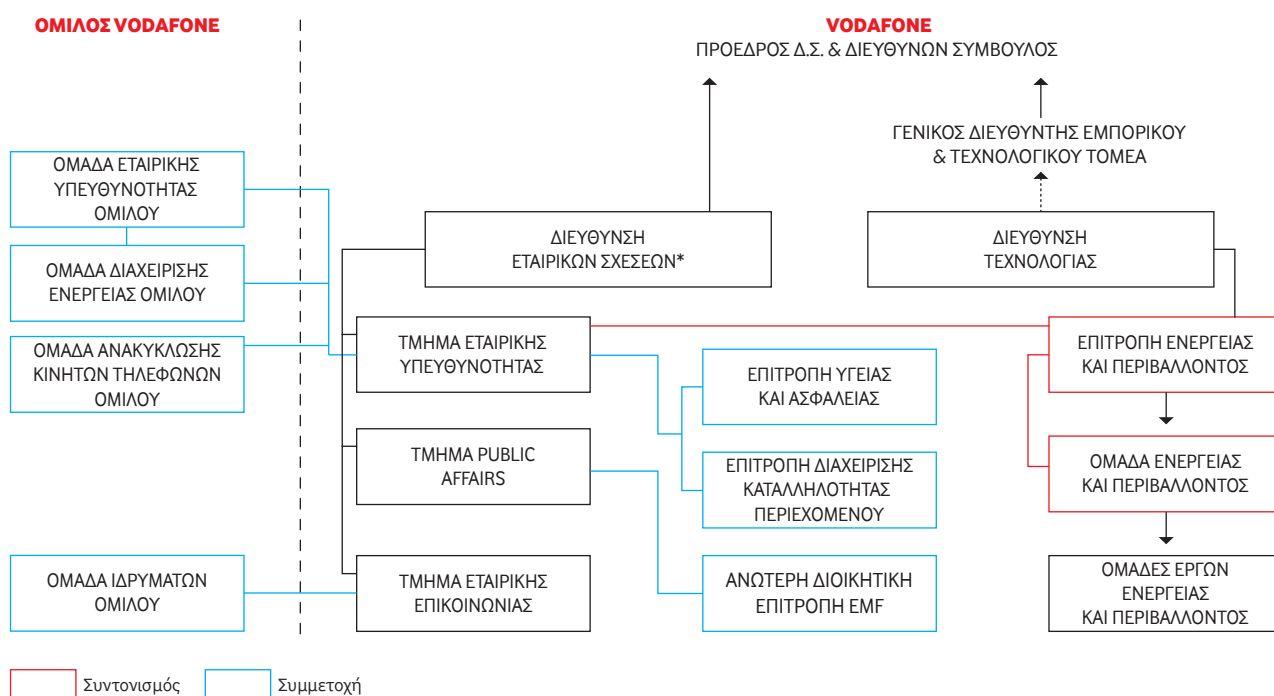 ΟΜΙΛΟΣ VODAFONE
VODAFONE
ΠΡΟΕΔΡΟΣ Δ.Σ. & ΔΙΕΥΘΥΝΩΝ ΣΥΜΒΟΥΛΟΣ
ΓΕΝΙΚΟΣ ΔΙΕΥΘΥΝΤΗΣ ΕΜΠΟΡΙΚΟΥ
& ΤΕΧΝΟΛΟΓΙΚΟΥ ΤΟΜΕΑ
ΟΜΑΔΑ ΕΤΑΙΡΙΚΗΣ
ΥΠΕΥΘΥΝΟΤΗΤΑΣ
ΟΜΙΛΟΥ
ΔΙΕΥΘΥΝΣΗ
ΕΤΑΙΡΙΚΩΝ ΣΧΕΣΕΩΝ*
ΔΙΕΥΘΥΝΣΗ
ΤΕΧΝΟΛΟΓΙΑΣ
ΟΜΑΔΑ ΔΙΑΧΕΙΡΙΣΗΣ
ΕΝΕΡΓΕΙΑΣ ΟΜΙΛΟΥ
ΟΜΑΔΑ ΑΝΑΚΥΚΛΩΣΗΣ
ΚΙΝΗΤΩΝ ΤΗΛΕΦΩΝΩΝ
ΟΜΙΛΟΥ
ΤΜΗΜΑ ΕΤΑΙΡΙΚΗΣ
ΥΠΕΥΘΥΝΟΤΗΤΑΣ
ΕΠΙΤΡΟΠΗ ΕΝΕΡΓΕΙΑΣ
ΚΑΙ ΠΕΡΙΒΑΛΛΟΝΤΟΣ
ΕΠΙΤΡΟΠΗ ΥΓΕΙΑΣ
ΚΑΙ ΑΣΦΑΛΕΙΑΣ
ΤΜΗΜΑ PUBLIC
AFFAIRS
ΕΠΙΤΡΟΠΗ ΔΙΑΧΕΙΡΙΣΗΣ
ΚΑΤΑΛΛΗΛΟΤΗΤΑΣ
ΠΕΡΙΕΧΟΜΕΝΟΥ
ΟΜΑΔΑ ΕΝΕΡΓΕΙΑΣ
ΚΑΙ ΠΕΡΙΒΑΛΛΟΝΤΟΣ
ΟΜΑΔΑ ΙΔΡΥΜΑΤΩΝ
ΟΜΙΛΟΥ
ΤΜΗΜΑ ΕΤΑΙΡΙΚΗΣ
ΕΠΙΚΟΙΝΩΝΙΑΣ
ΑΝΩΤΕΡΗ ΔΙΟΙΚΗΤΙΚΗ
ΕΠΙΤΡΟΠΗ EMF
ΟΜΑΔΕΣ ΕΡΓΩΝ
ΕΝΕΡΓΕΙΑΣ
ΚΑΙ ΠΕΡΙΒΑΛΛΟΝΤΟΣ
Συντονισμός
Συμμετοχή